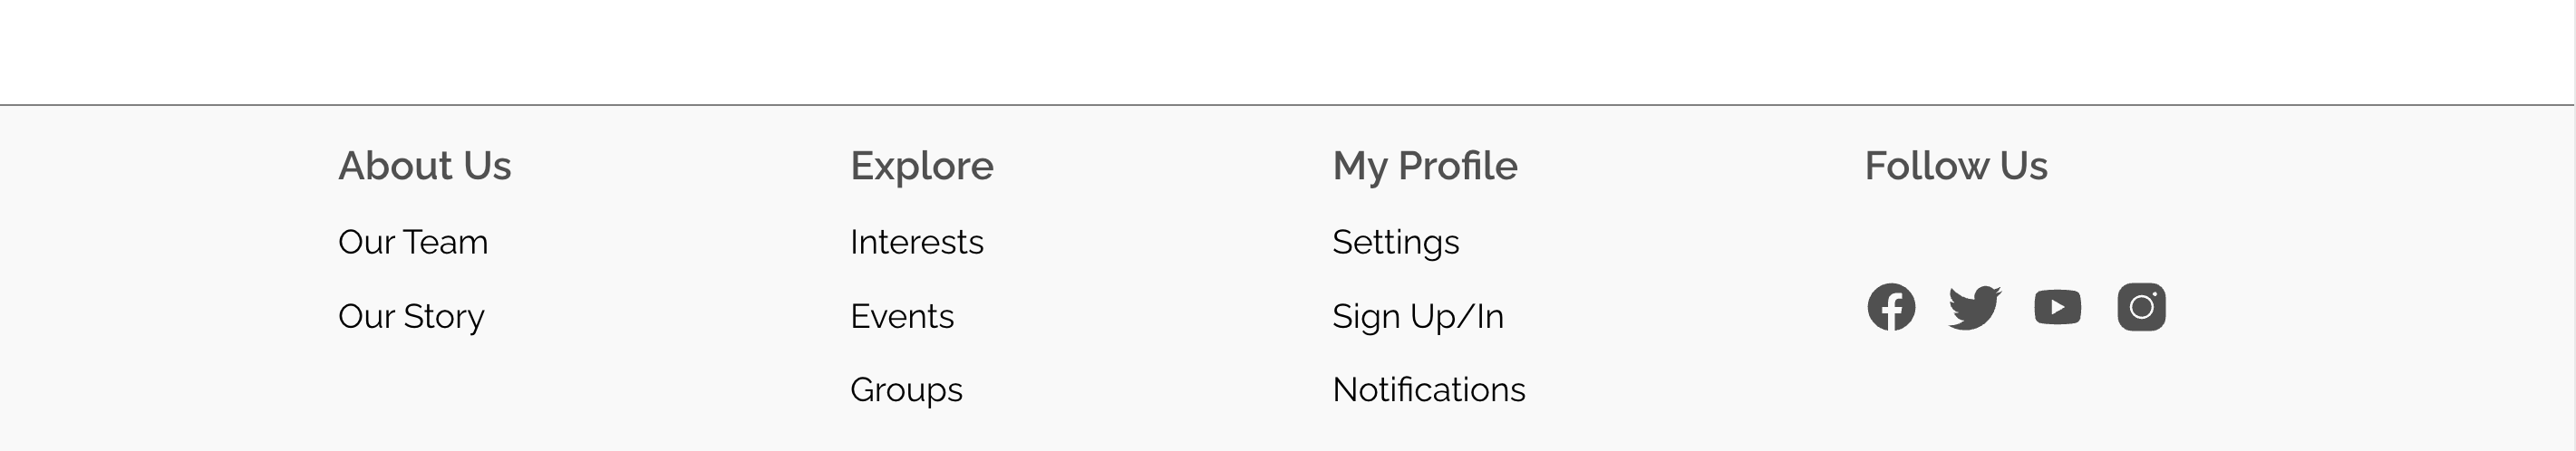 About Us
Our Team
Our Story
Explore
Interests
Events
Groups
My Profile
Settings
Sign Up/In
Notifications
Follow Us